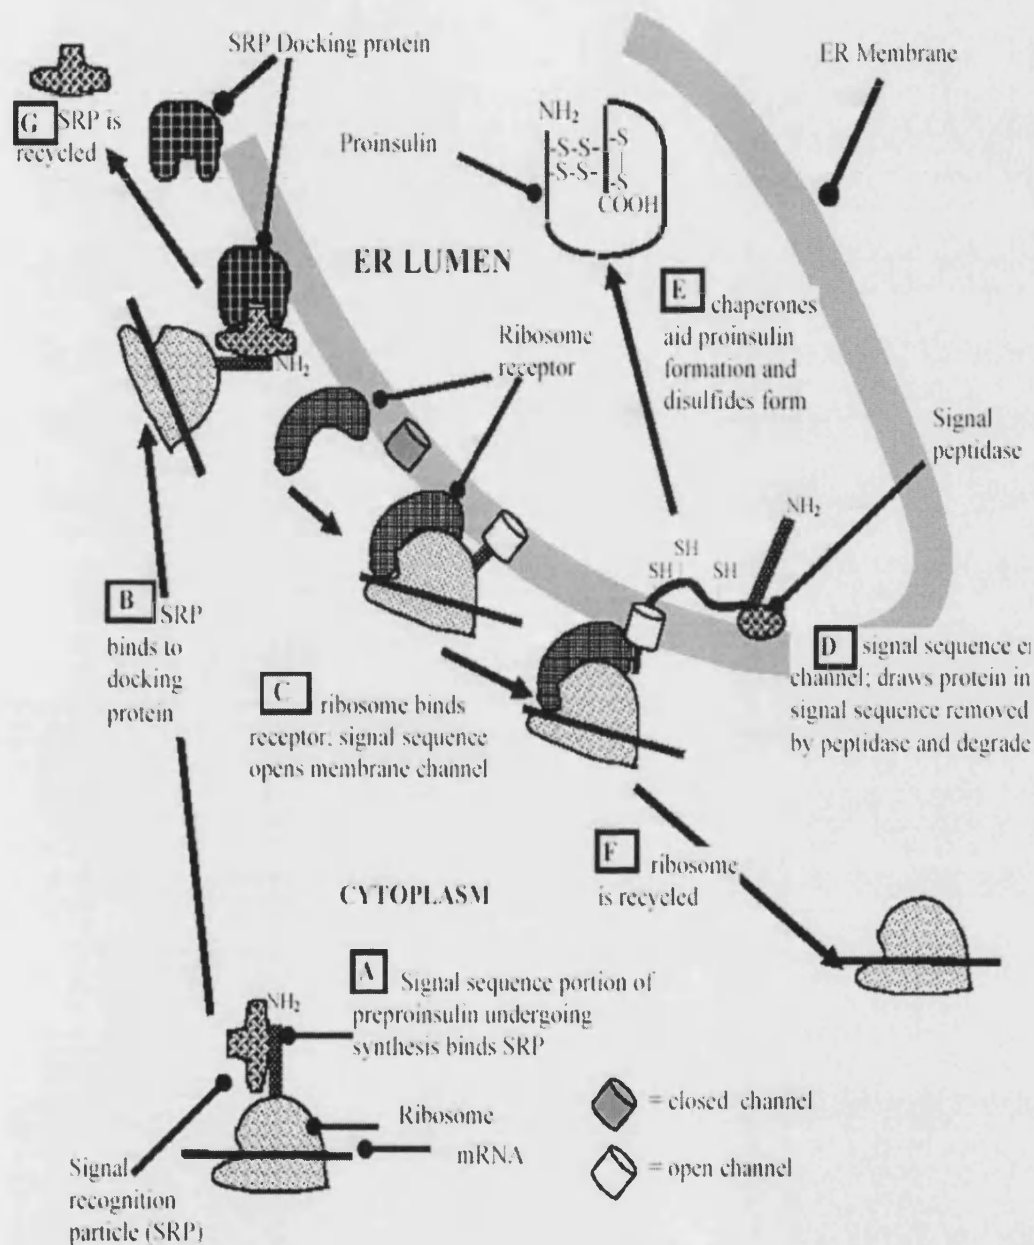 SRP Docking protein
ER Membrane
G SRP is
recycled
Proinsulin
NH2
-S-S-
-S-S-
-S
-S
COOH
ER LUMEN
E chaperones
aid proinsulin
formation and
disulfides form
NH2
Ribosome
receptor
Signal
peptidase
NH2
SH
SH
SH
B SRP
binds to
docking
protein
C ribosome binds
receptor; signal sequence
opens membrane channel
D signal sequence
channel; draws protein in
signal sequence removed
by peptidase and degrade
F ribosome
is recycled
CYTOPLASM
A Signal sequence portion of
preproinsulin undergoing
synthesis binds SRP
NH2
Ribosome
mRNA
Signal
recognition
particle (SRP)
= closed channel
= open channel